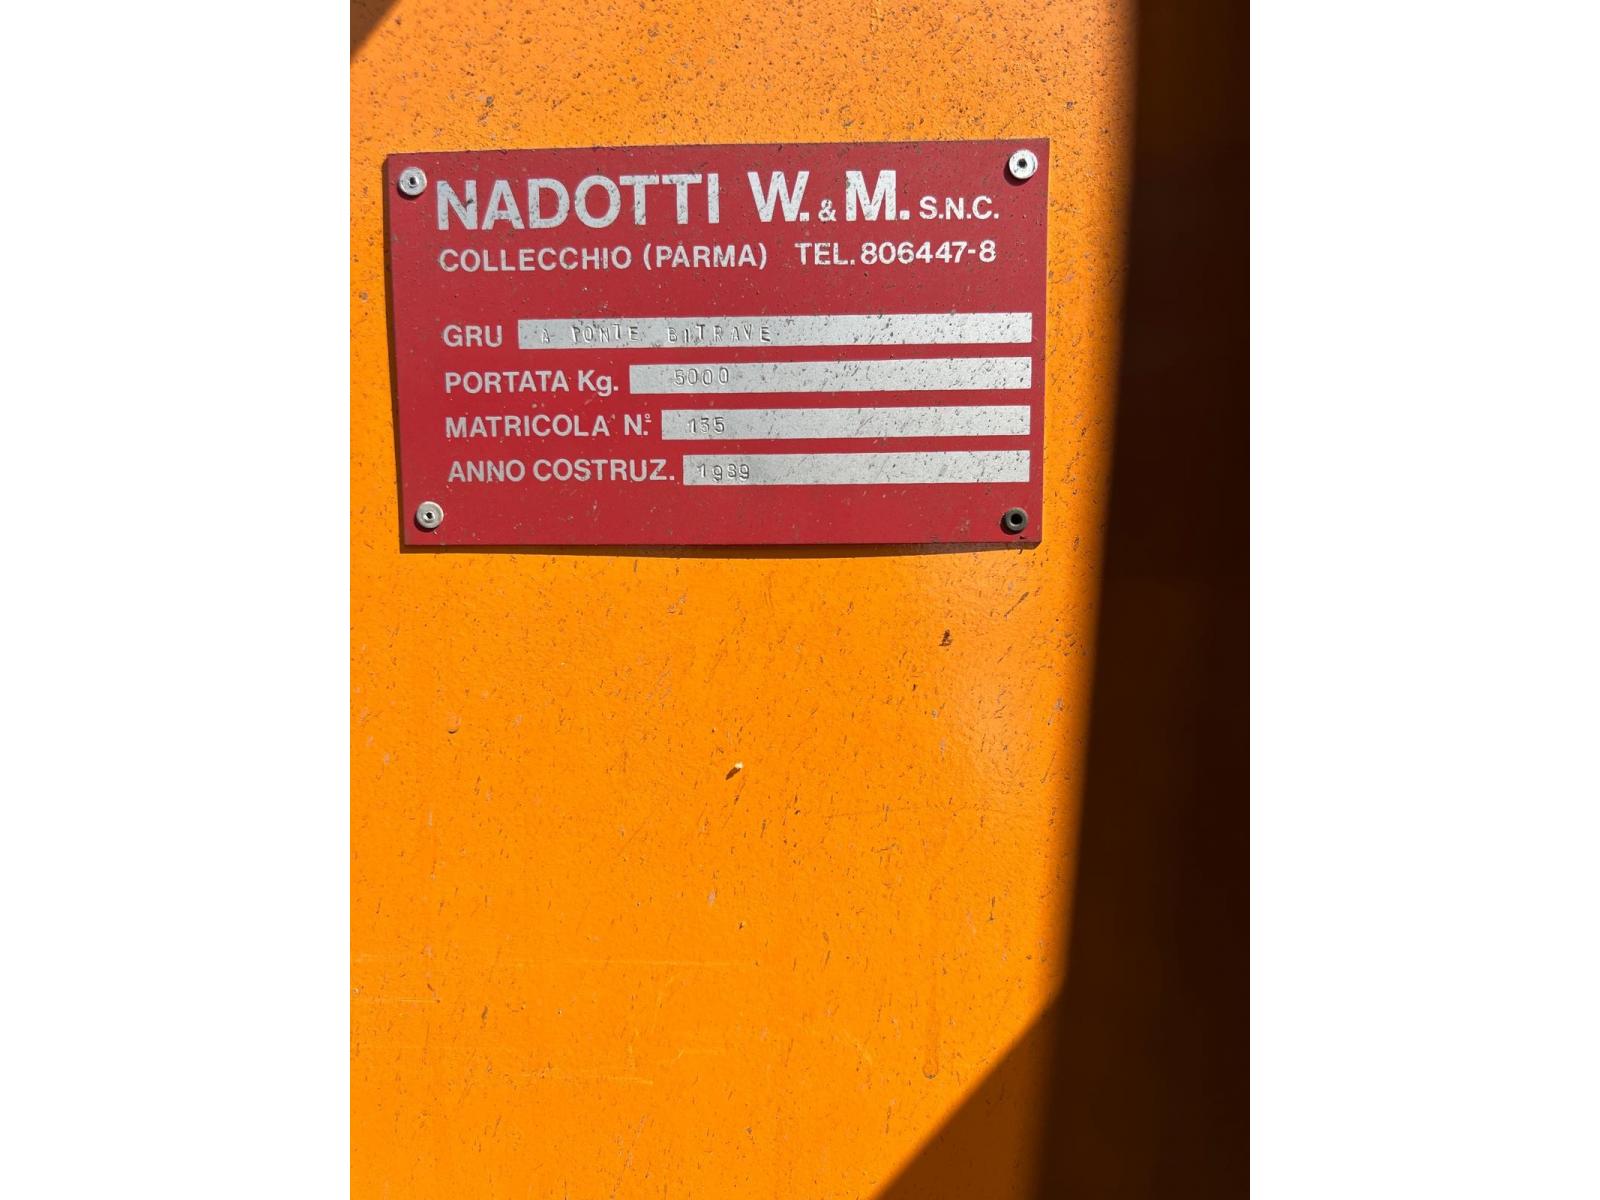 NADOTTI W. & M. S.N.C.
COLLECCHIO (PARMA) TEL. 806447-8
GRU A PONTE BITRAVE
PORTATA Kg. 5000
MATRICOLA N.° 135
ANNO COSTRUZ. 1989